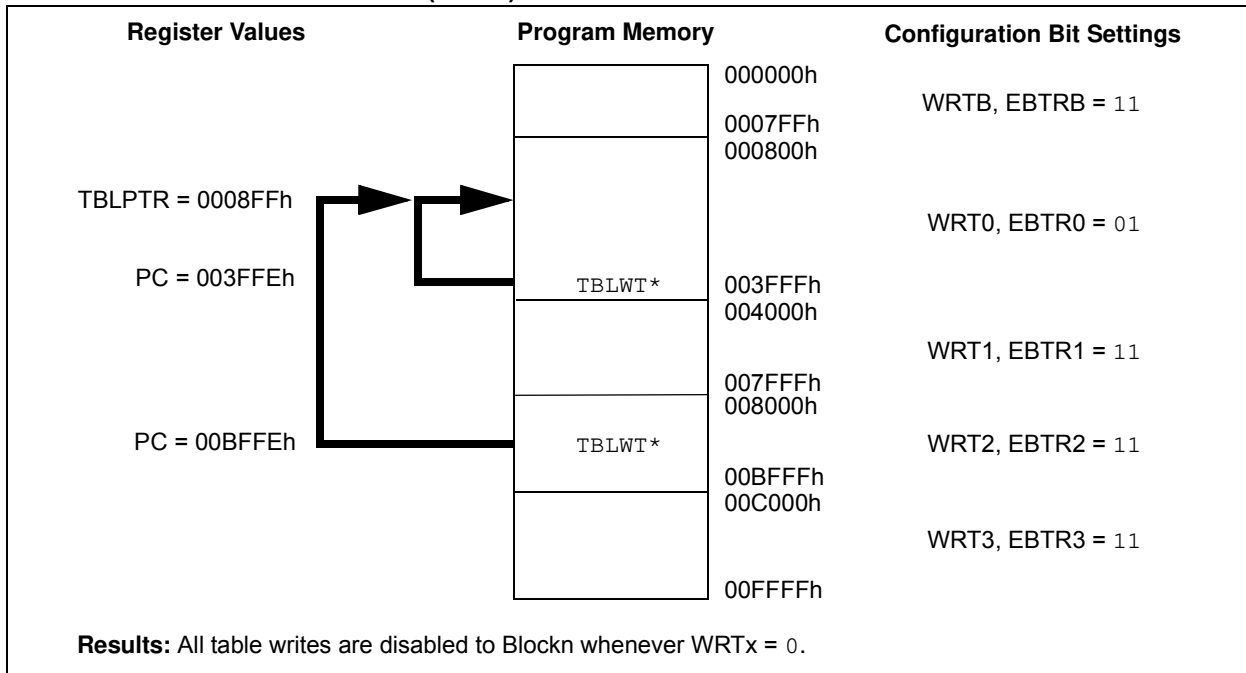 Register Values Program Memory Configuration Bit Settings
000000h
WRTB, EBTRB = 11
0007FFh
000800h
TBLPTR = 0008FFh
WRT0, EBTR0 = 01
PC = 003FFEh TBLWT* 003FFFh
004000h
WRT1, EBTR1 = 11
007FFFh
008000h
PC = 00BFFEh TBLWT* WRT2, EBTR2 = 11
00BFFFh
00C000h
WRT3, EBTR3 = 11
00FFFFh
Results: All table writes are disabled to Blockn whenever WRTx = 0.